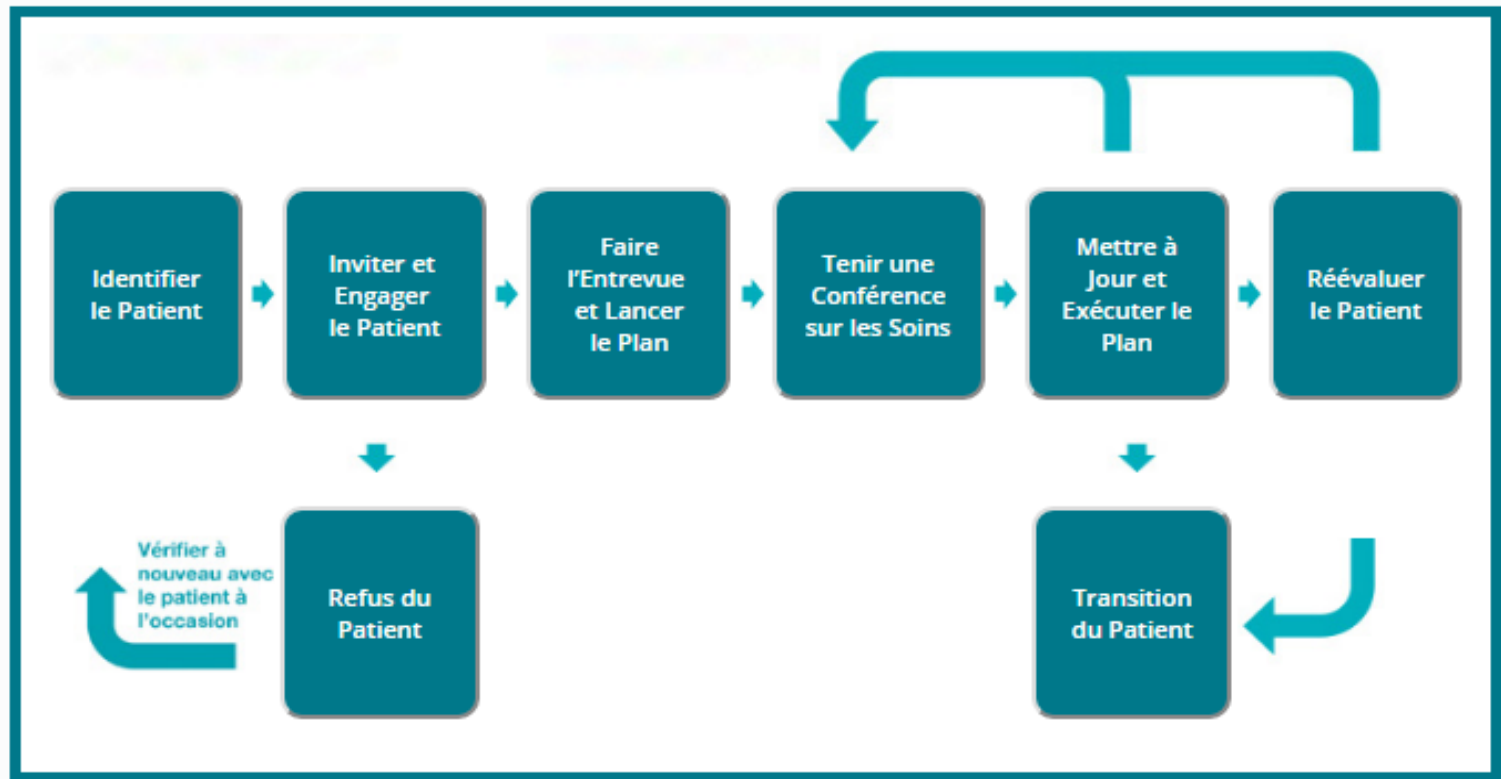 Identifier
le Patient
Inviter et
Engager
le Patient
Faire
l'Entrevue
et Lancer
le Plan
Tenir une
Conférence
sur les Soins
Mettre à
Jour et
Exécuter le
Plan
Réévaluer
le Patient
Vérifier à
nouveau avec
le patient à
l'occasion
Refus du
Patient
Transition
du Patient